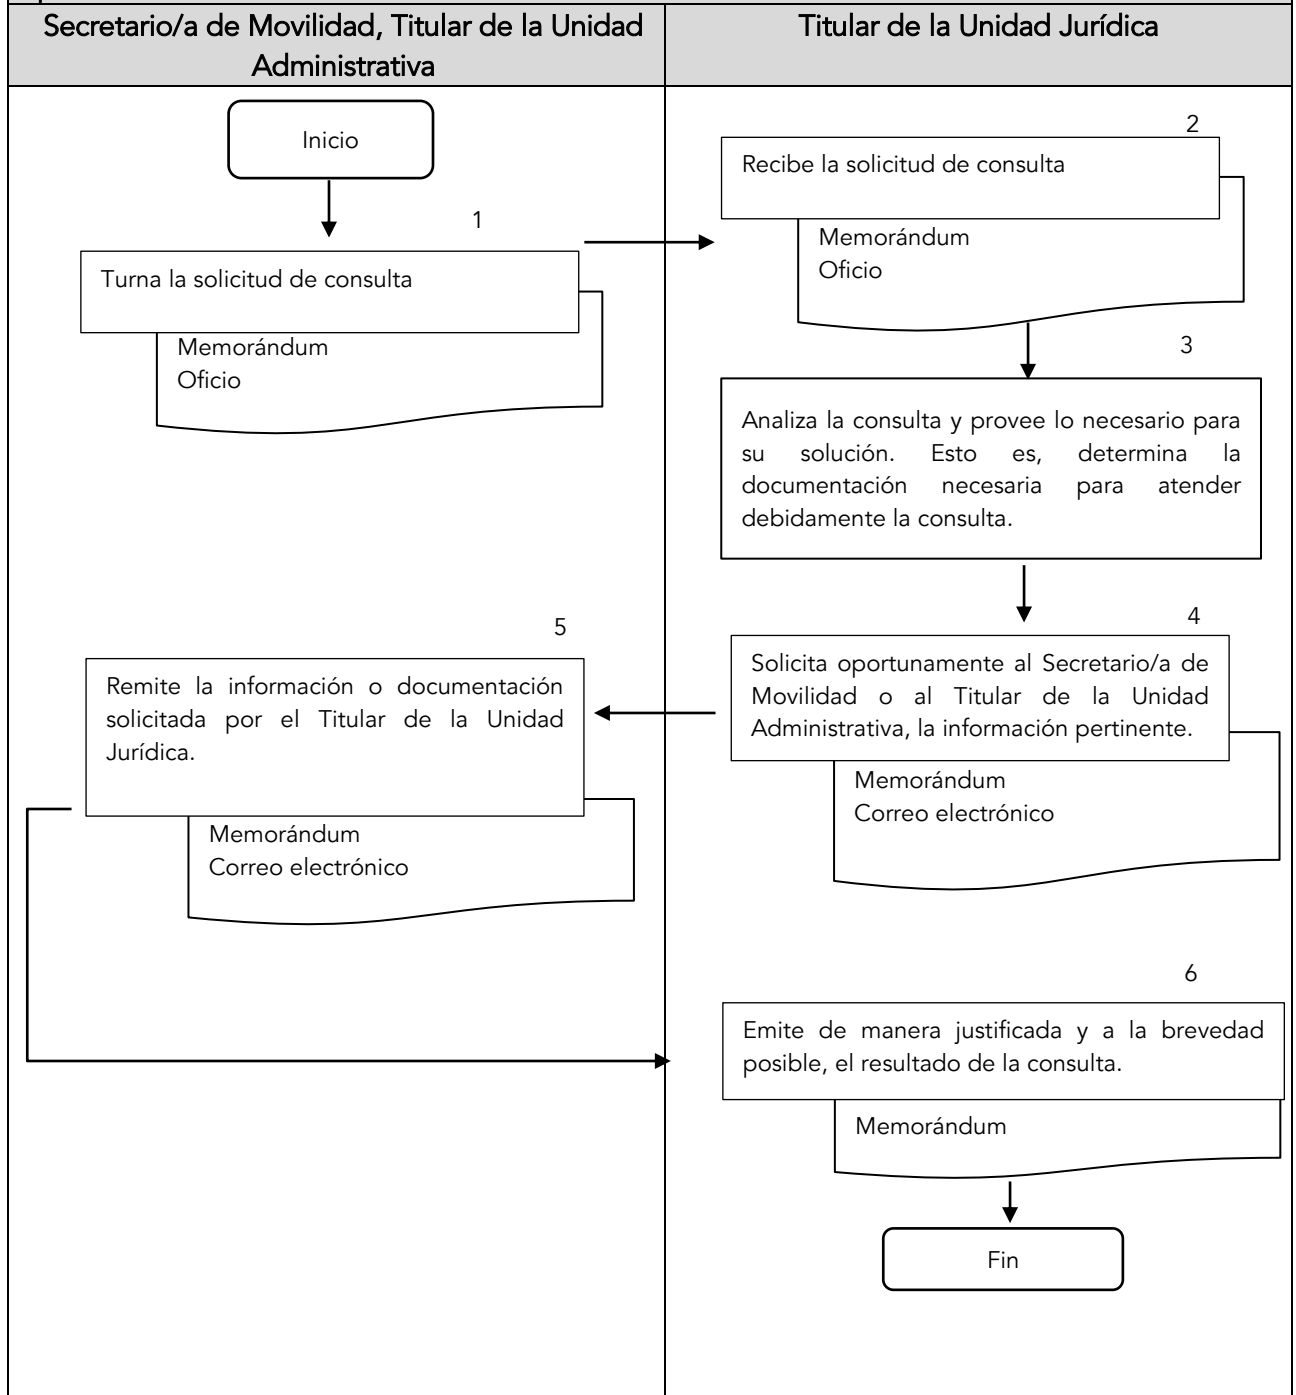 Secretario/a de Movilidad, Titular de la Unidad
Administrativa
Titular de la Unidad Jurídica
Inicio
1
Turna la solicitud de consulta
Memorándum
Oficio
2
Recibe la solicitud de consulta
Memorándum
Oficio
3
Analiza la consulta y provee lo necesario para
su solución. Esto es, determina la
documentación necesaria para atender
debidamente la consulta.
4
Solicita oportunamente al Secretario/a de
Movilidad o al Titular de la Unidad
Administrativa, la información pertinente.
Memorándum
Correo electrónico
5
Remite la información o documentación
solicitada por el Titular de la Unidad
Jurídica.
Memorándum
Correo electrónico
6
Emite de manera justificada y a la brevedad
posible, el resultado de la consulta.
Memorándum
Fin